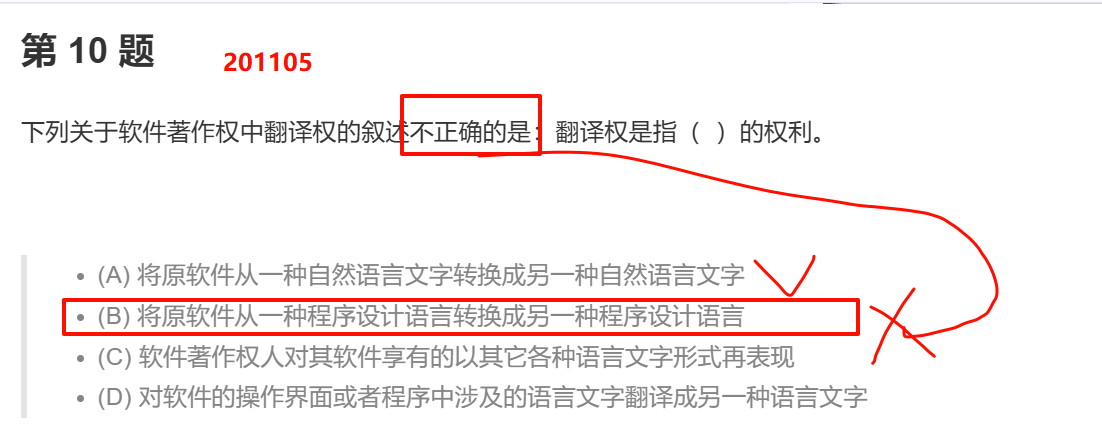 第 10 题
201105
下列关于软件著作权中翻译权的叙述不正确的是：翻译权是指（ ）的权利。
(A) 将原软件从一种自然语言文字转换成另一种自然语言文字
(B) 将原软件从一种程序设计语言转换成另一种程序设计语言
(C) 软件著作权人对其软件享有的以其它各种语言文字形式再表现
(D) 对软件的操作界面或者程序中涉及的语言文字翻译成另一种语言文字